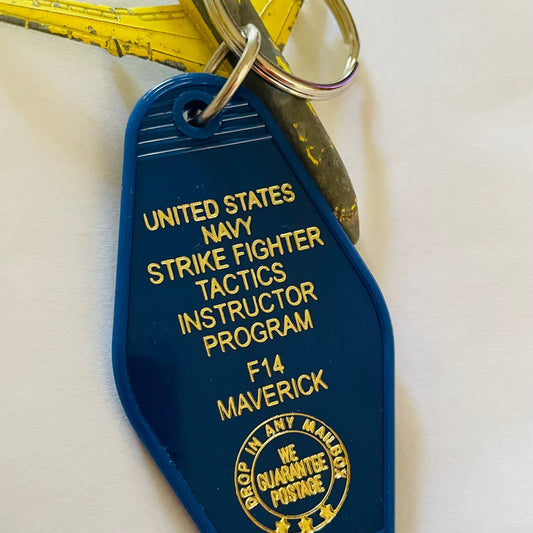 UNITED STATES
NAVY
STRIKE FIGHTER
TACTICS
INSTRUCTOR
PROGRAM
F14
MAVERICK
DROP IN ANY MAILBOX
WE
GUARANTEE
POSTAGE